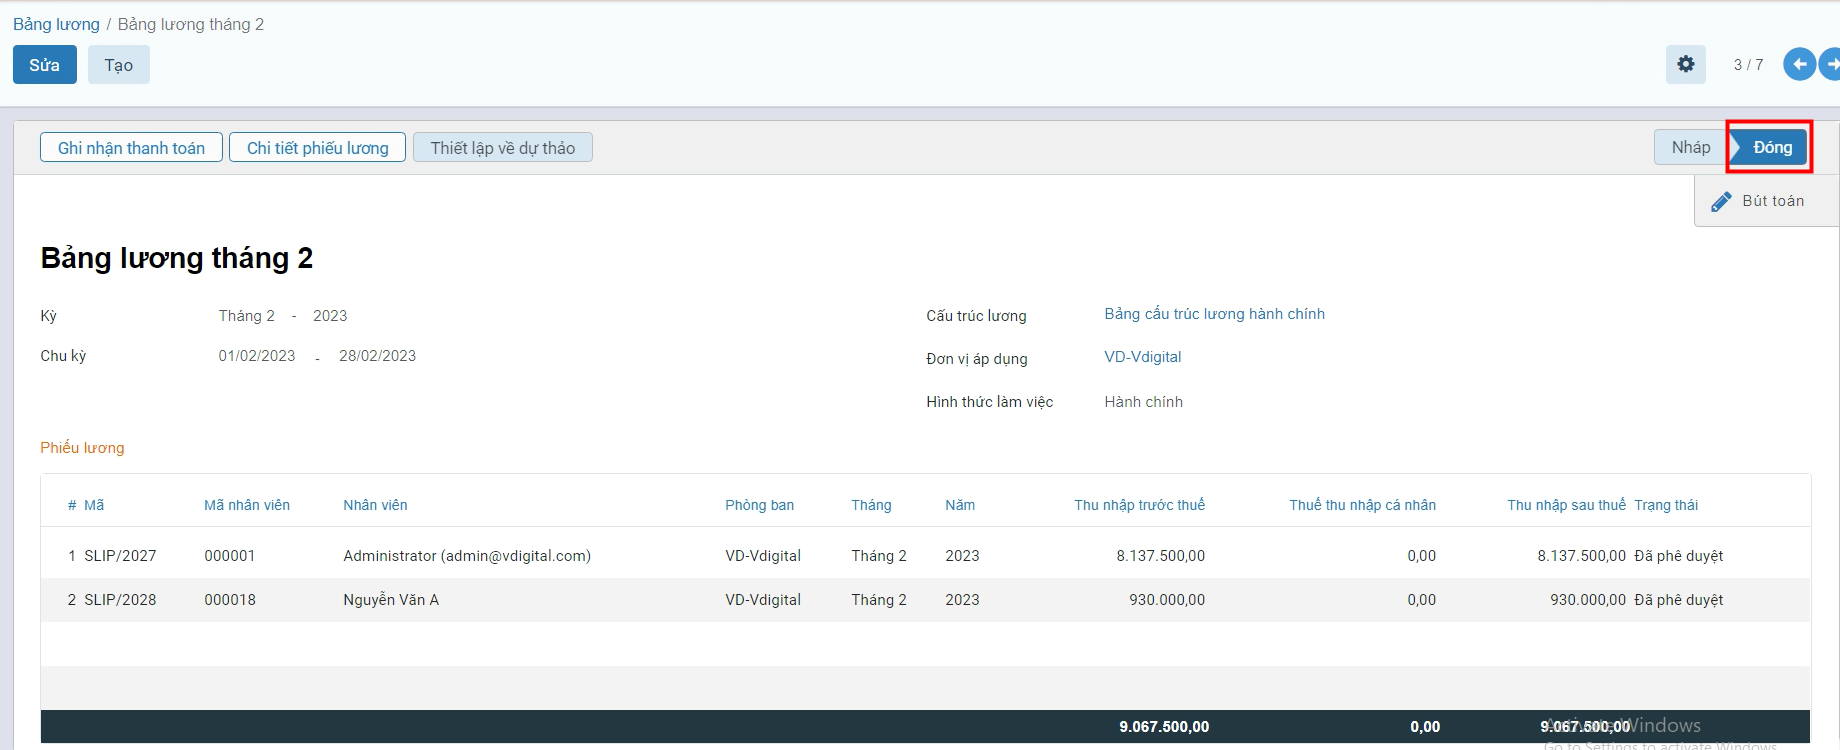 Bảng lương / Bảng lương tháng 2
Sửa Tạo 3 / 7
Ghi nhận thanh toán Chi tiết phiếu lương Thiết lập về dự thảo Nháp Đóng
Bút toán
Bảng lương tháng 2
Kỳ Tháng 2 - 2023 Cấu trúc lương Bảng cấu trúc lương hành chính
Chu kỳ 01/02/2023 - 28/02/2023 Đơn vị áp dụng VD-Vdigital
Hình thức làm việc Hành chính
Phiếu lương
# Mã Mã nhân viên Nhân viên Phòng ban Tháng Năm Thu nhập trước thuế Thuế thu nhập cá nhân Thu nhập sau thuế Trạng thái
1 SLIP/2027 000001 Administrator (admin@vdigital.com) VD-Vdigital Tháng 2 2023 8.137.500,00 0,00 8.137.500,00 Đã phê duyệt
2 SLIP/2028 000018 Nguyễn Văn A VD-Vdigital Tháng 2 2023 930.000,00 0,00 930.000,00 Đã phê duyệt
9.067.500,00 0,00 9.067.500,00
Activate Windows
Go to Settings to activate Windows.